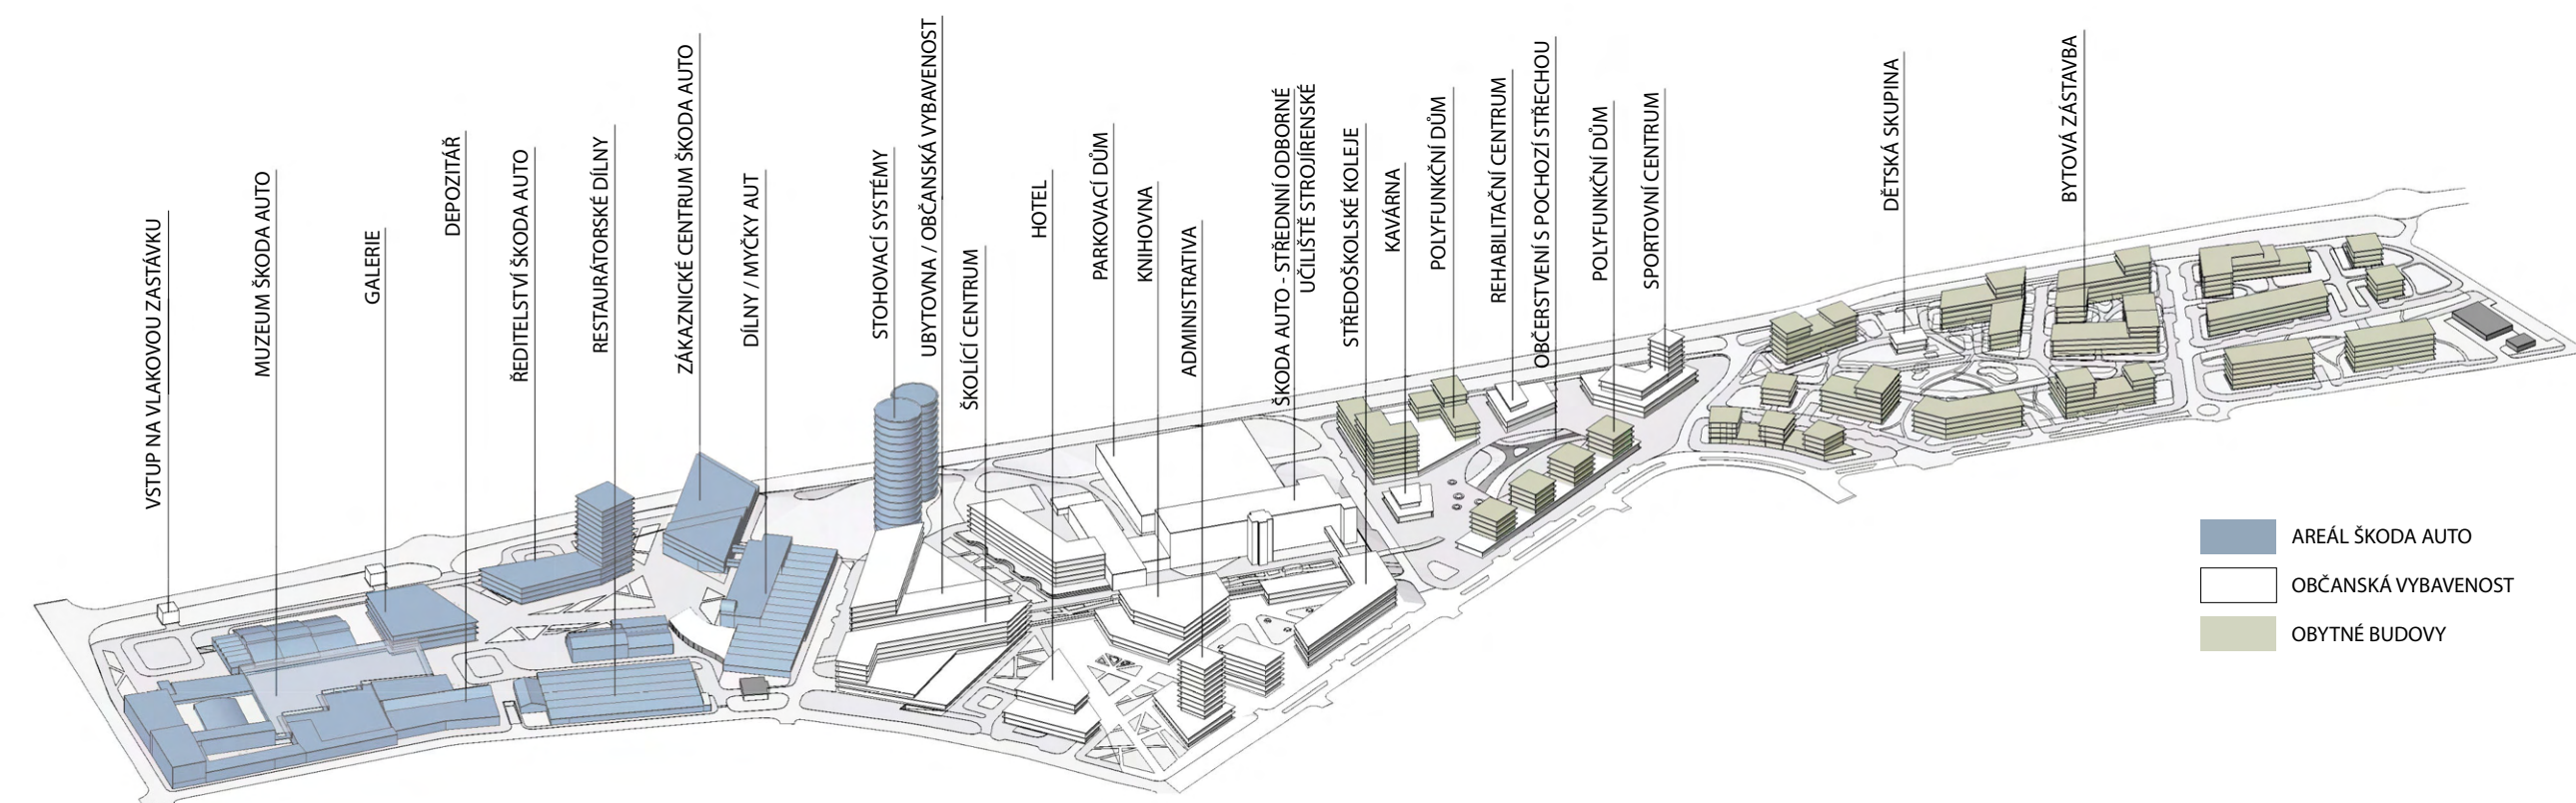 VSTUP NA VLAKOVOU ZASTÁVKU
MUZEUM ŠKODA AUTO
GALERIE
DEPOZITÁŘ
ŘEDITELSTVÍ ŠKODA AUTO
RESTAURÁTORSKÉ DÍLNY
ZÁKAZNICKÉ CENTRUM ŠKODA AUTO
DÍLNY / MYČKY AUT
STOHOVACÍ SYSTÉMY
UBYTOVNA / OBČANSKÁ VYBAVENOST
ŠKOLÍCÍ CENTRUM
HOTEL
PARKOVACÍ DŮM
KNIHOVNA
ADMINISTRATIVA
ŠKODA AUTO - STŘEDNNÍ ODBORNÉ
UČILIŠTĚ STROJÍRENSKÉ
STŘEDOŠKOLSKÉ KOLEJE
KAVÁRNA
POLYFUNKČNÍ DŮM
REHABILITAČNÍ CENTRUM
OBČERSTVENÍ S POCHOZÍ STŘECHOU
POLYFUNKČNÍ DŮM
SPORTOVNÍ CENTRUM
DĚTSKÁ SKUPINA
BYTOVÁ ZÁSTAVBA
AREÁL ŠKODA AUTO
OBČANSKÁ VYBAVENOST
OBYTNÉ BUDOVY